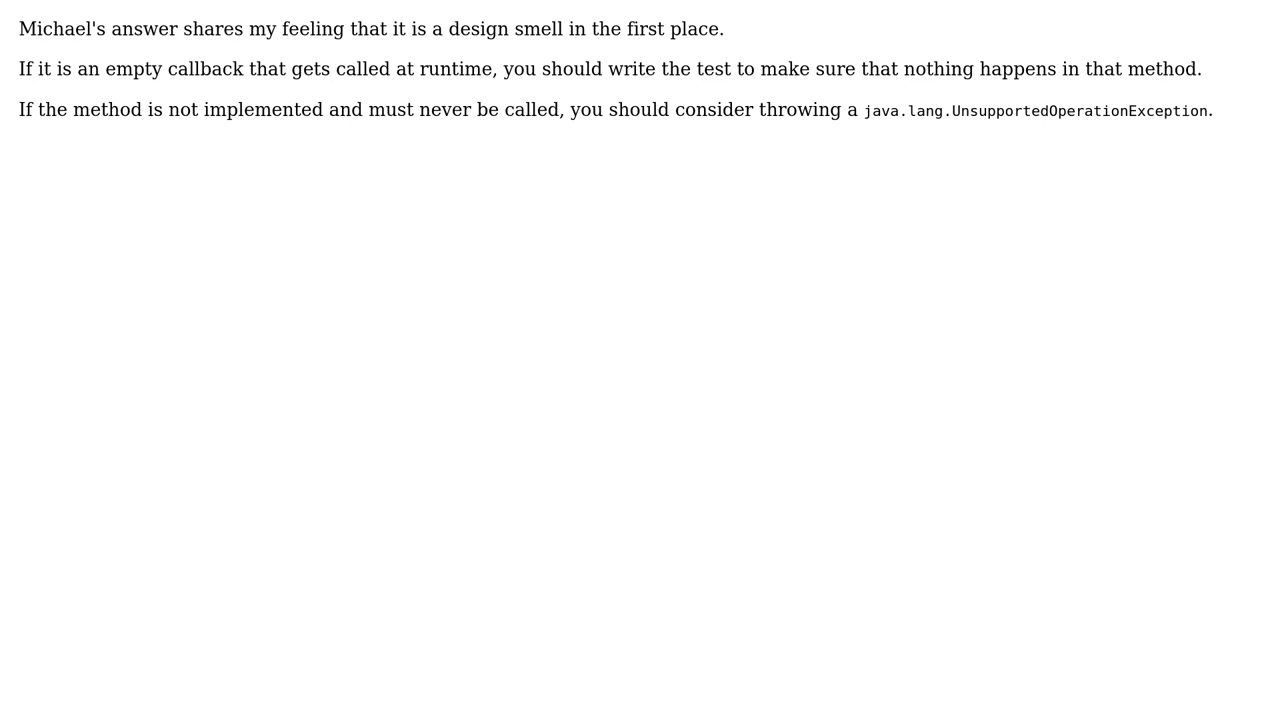 Michael's answer shares my feeling that it is a design smell in the first place.
If it is an empty callback that gets called at runtime, you should write the test to make sure that nothing happens in that method.
If the method is not implemented and must never be called, you should consider throwing a java.lang.UnsupportedOperationException.